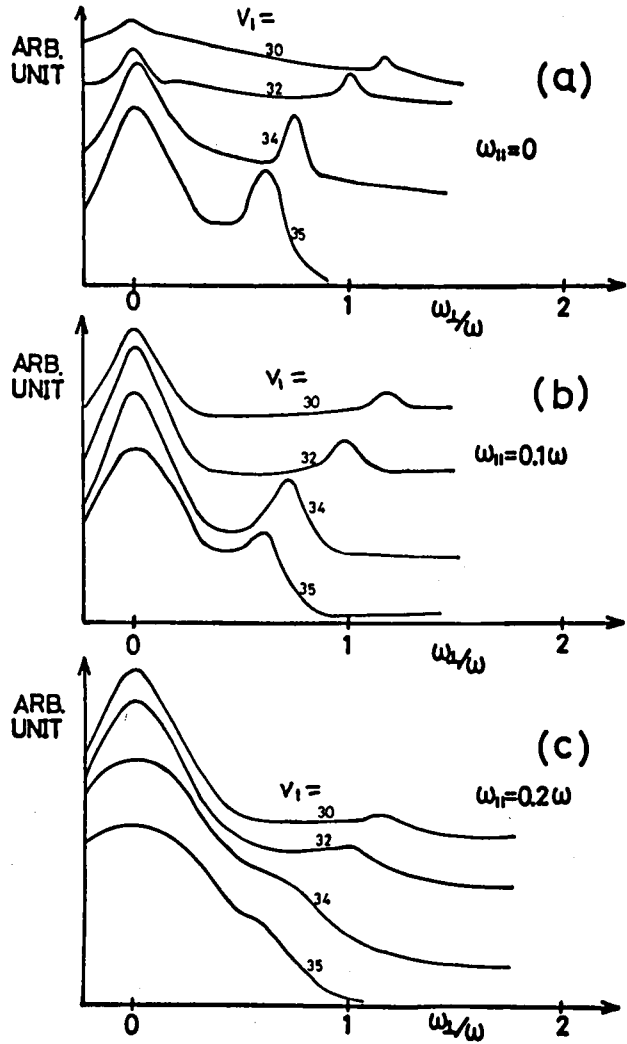 V₁ =
ARB.
UNIT
30
(a)
32
34
ω₁₁=0
35
0
1
2
ω⊥/ω
ARB.
UNIT
V₁ =
(b)
30
32
ω₁₁=0.1ω
34
35
0
1
2
ω⊥/ω
ARB.
UNIT
(c)
V₁ =
ω₁₁=0.2ω
30
32
34
35
0
1
2
ω⊥/ω